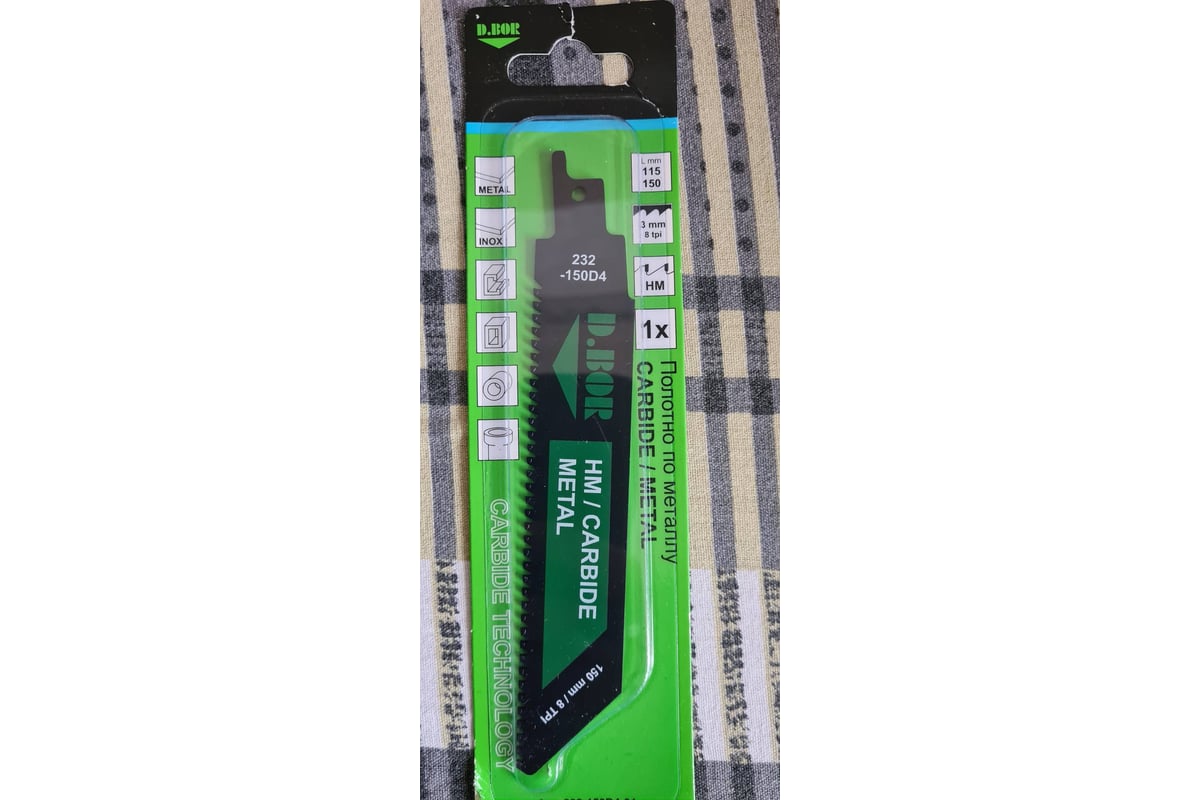 D.BOR
METAL
INOX
L mm
115
150
3 mm
8 tpi
HM
1x
232
-150D4
D.BOR
HM / CARBIDE
METAL
150 mm / 8 TPI
Полотно по металлу
CARBIDE / METAL
CARBIDE TECHNOLOGY